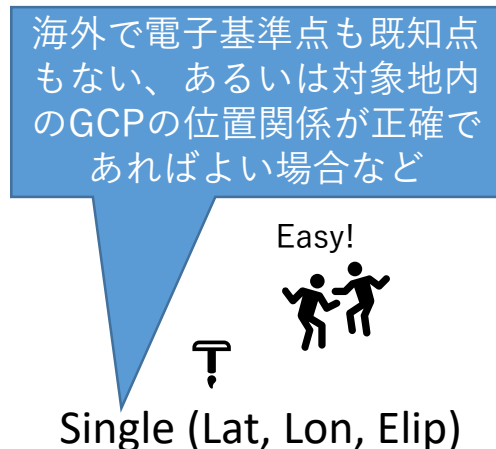 海外で電子基準点も既知点
もない、あるいは対象地内
のGCPの位置関係が正確で
あればよい場合など
Easy!
Single (Lat, Lon, Elip)